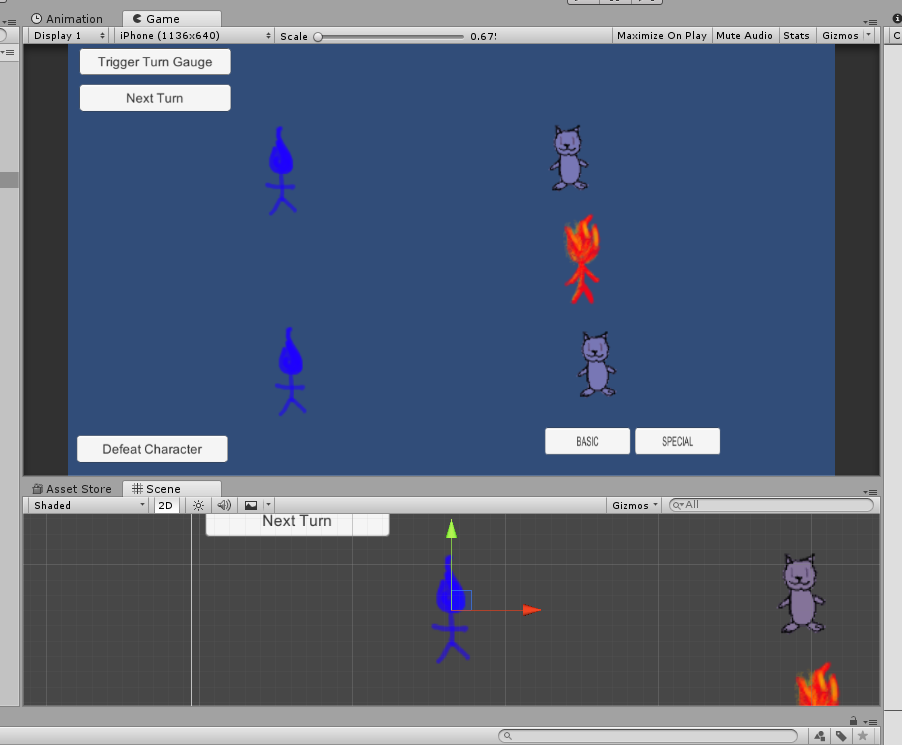 Animation Game
Display 1 iPhone (1136x640) Scale 0.67! Maximize On Play Mute Audio Stats Gizmos C
Trigger Turn Gauge
Next Turn
Defeat Character BASIC SPECIAL
Asset Store Scene
Shaded 2D Gizmos All
Next Turn